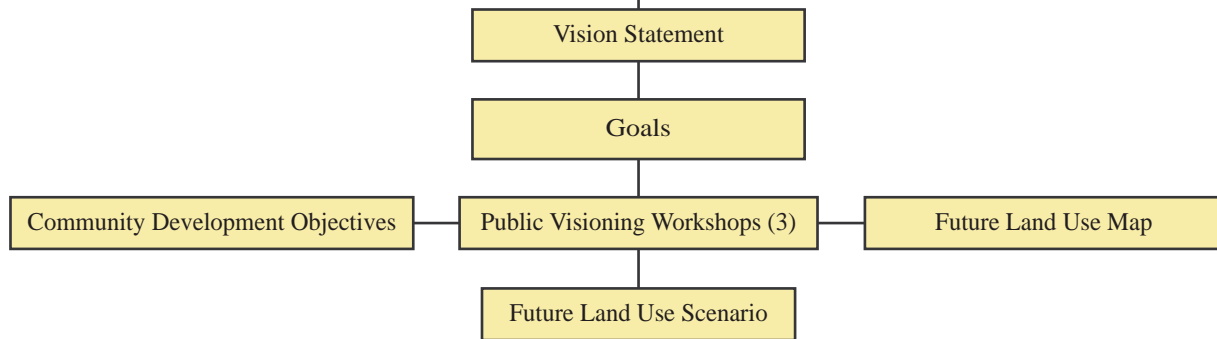 Vision Statement
Goals
Community Development Objectives
Public Visioning Workshops (3)
Future Land Use Map
Future Land Use Scenario